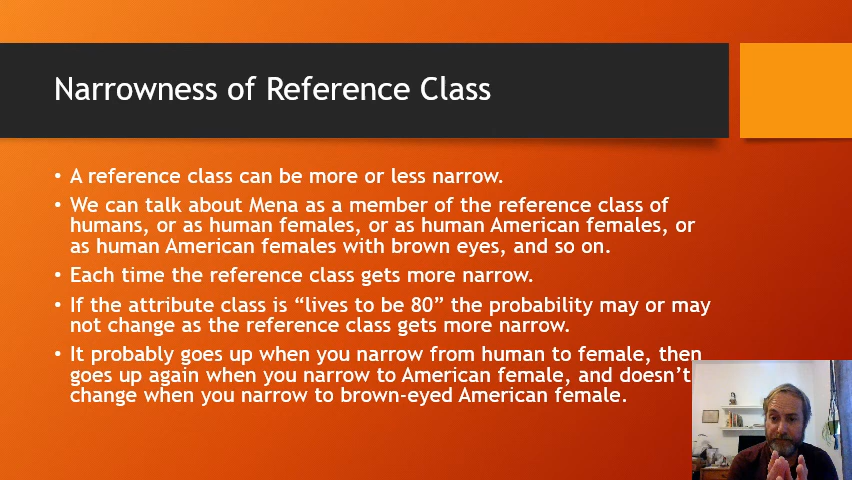 Narrowness of Reference Class
• A reference class can be more or less narrow.
• We can talk about Mena as a member of the reference class of
humans, or as human females, or as human American females, or
as human American females with brown eyes, and so on.
• Each time the reference class gets more narrow.
• If the attribute class is “lives to be 80” the probability may or may
not change as the reference class gets more narrow.
• It probably goes up when you narrow from human to female, then
goes up again when you narrow to American female, and doesn’t
change when you narrow to brown-eyed American female.